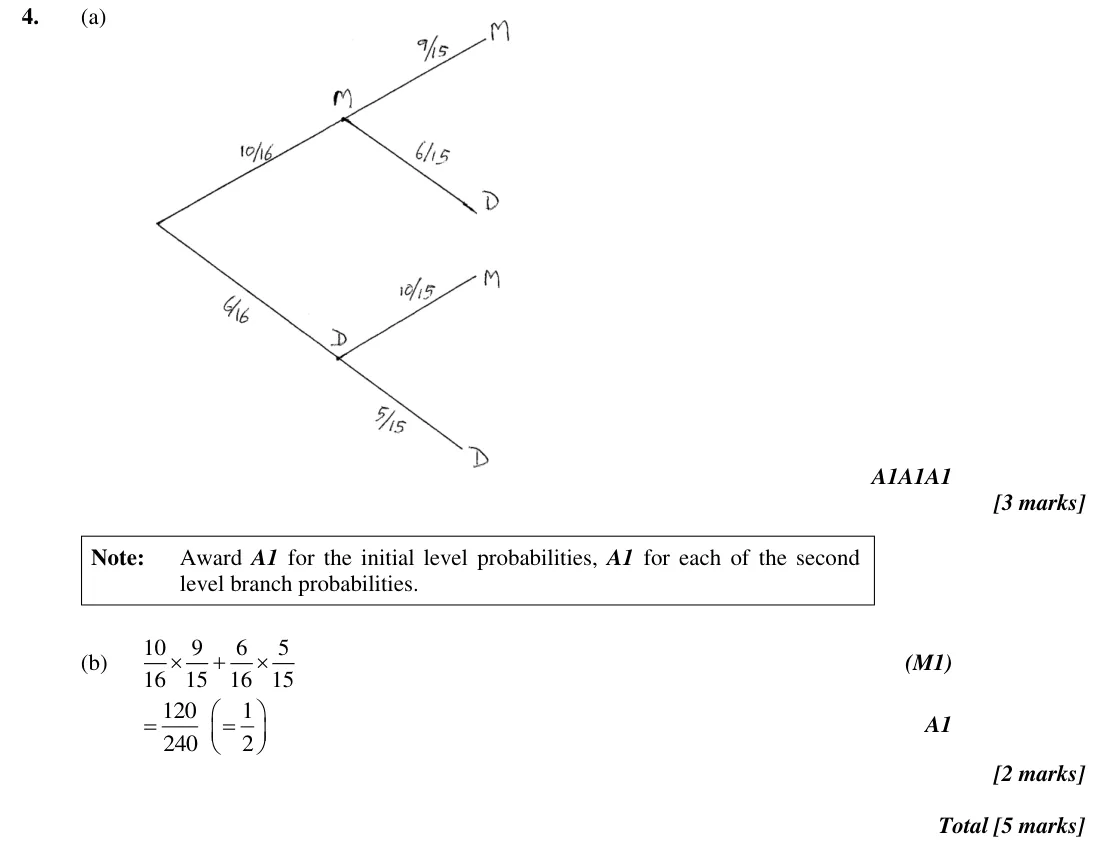 4. (a)
9/15 M
M
10/16 6/15
D
10/15 M
6/16 D
5/15
D
A1A1A1
[3 marks]
Note: Award A1 for the initial level probabilities, A1 for each of the second
level branch probabilities.
(b) 10/16 × 9/15 + 6/16 × 5/15 (M1)
= 120/240 (= 1/2) A1
[2 marks]
Total [5 marks]